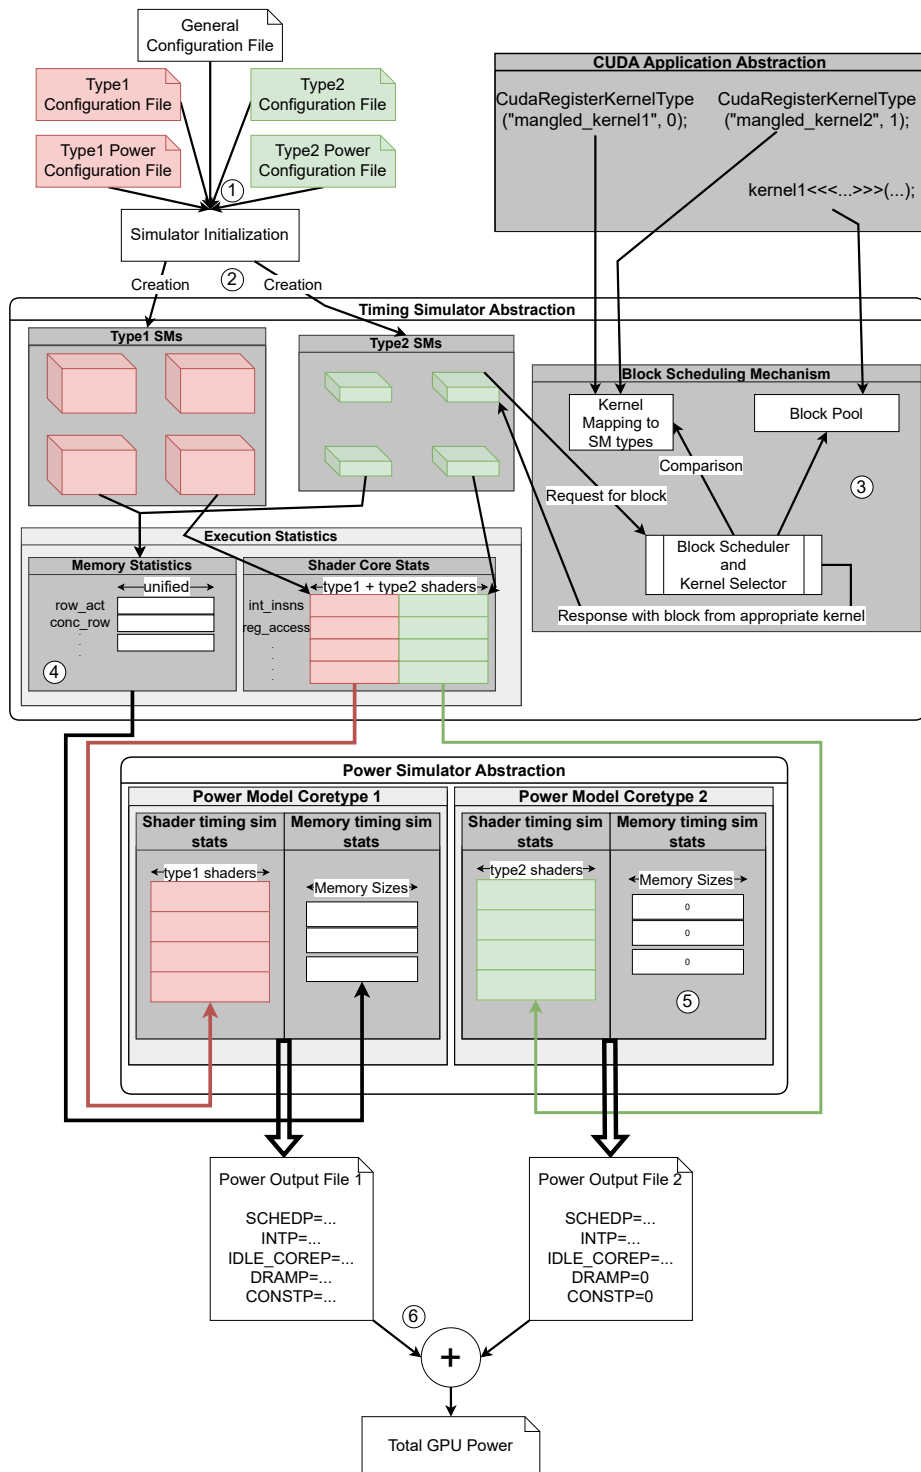 General
Configuration File
Type1
Configuration File
Type2
Configuration File
Type1 Power
Configuration File
Type2 Power
Configuration File
1
Simulator Initialization
2
Creation
Creation
CUDA Application Abstraction
CudaRegisterKernelType
("mangled_kernel1", 0);
CudaRegisterKernelType
("mangled_kernel2", 1);
kernel1<<<...>>>(...);
Timing Simulator Abstraction
Type1 SMs
Type2 SMs
Block Scheduling Mechanism
Kernel
Mapping to
SM types
Block Pool
Comparison
3
Request for block
Block Scheduler
and
Kernel Selector
Response with block from appropriate kernel
Execution Statistics
Memory Statistics
unified
row_act
conc_row
.
.
4
Shader Core Stats
type1 + type2 shaders
int_insns
reg_access
.
.
.
Power Simulator Abstraction
Power Model Coretype 1
Shader timing sim
stats
Memory timing sim
stats
type1 shaders
Memory Sizes
Power Model Coretype 2
Shader timing sim
stats
Memory timing sim
stats
type2 shaders
Memory Sizes
0
0
0
5
Power Output File 1
SCHEDP=...
INTP=...
IDLE_COREP=...
DRAMP=...
CONSTP=...
Power Output File 2
SCHEDP=...
INTP=...
IDLE_COREP=...
DRAMP=0
CONSTP=0
6
+
Total GPU Power